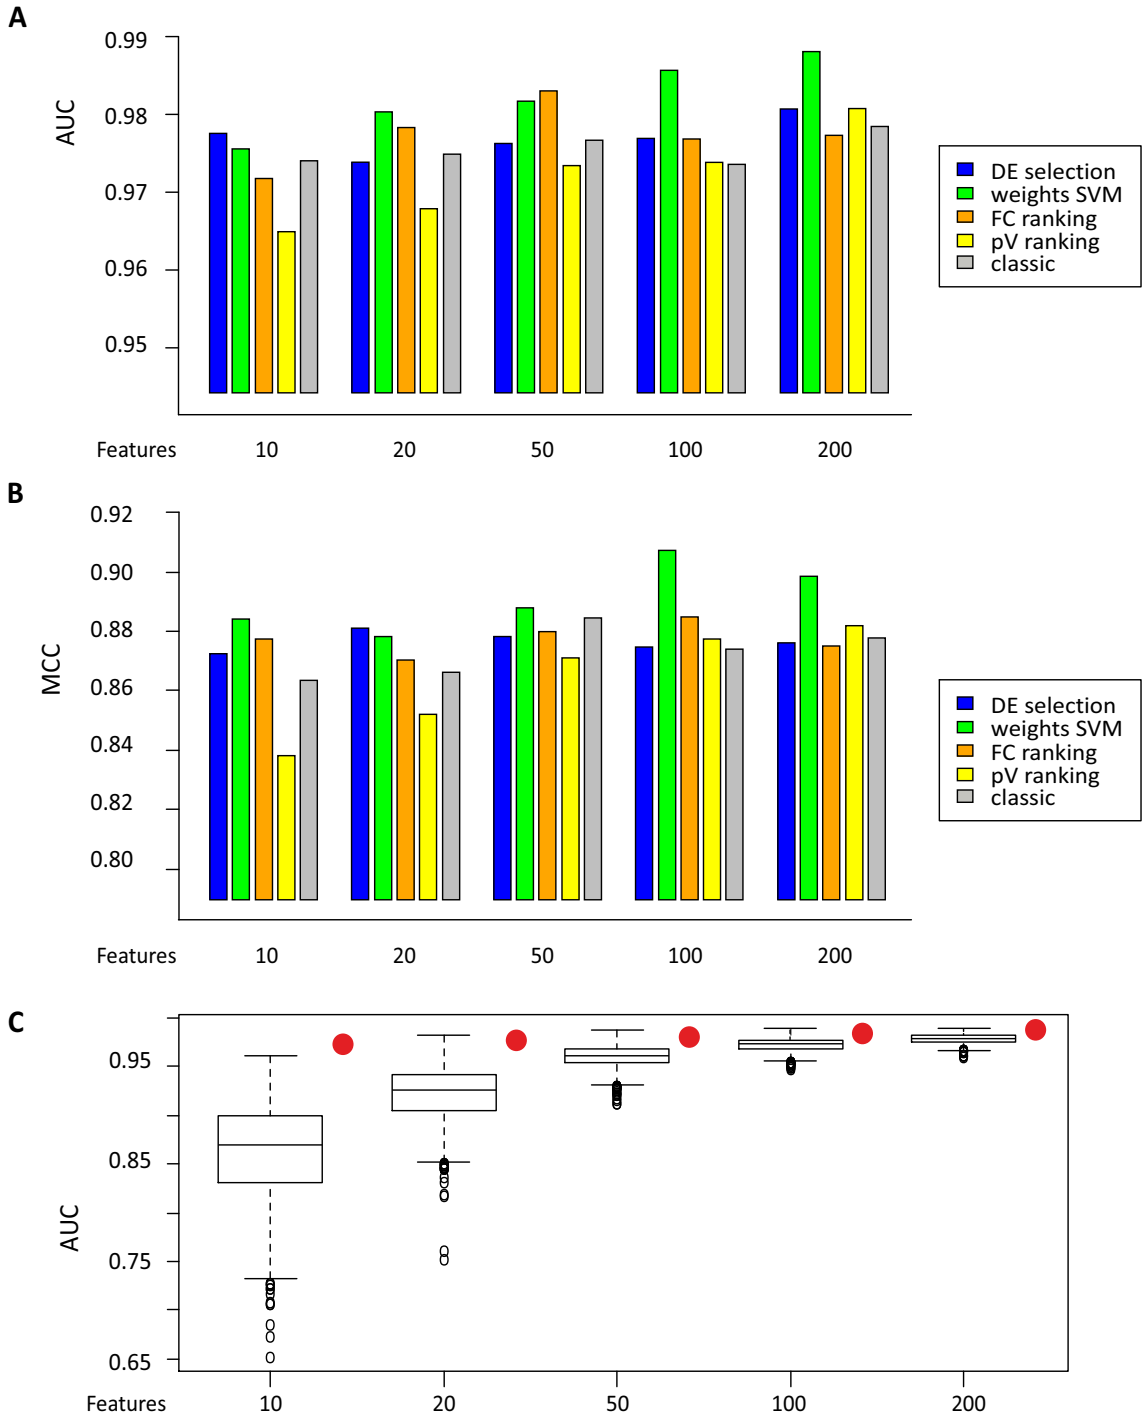 A
0.99
0.98
0.97
0.96
0.95
AUC
DE selection
weights SVM
FC ranking
pV ranking
classic
Features 10 20 50 100 200
B
0.92
0.90
0.88
0.86
0.84
0.82
0.80
MCC
DE selection
weights SVM
FC ranking
pV ranking
classic
Features 10 20 50 100 200
C
0.95
0.85
0.75
0.65
AUC
Features 10 20 50 100 200